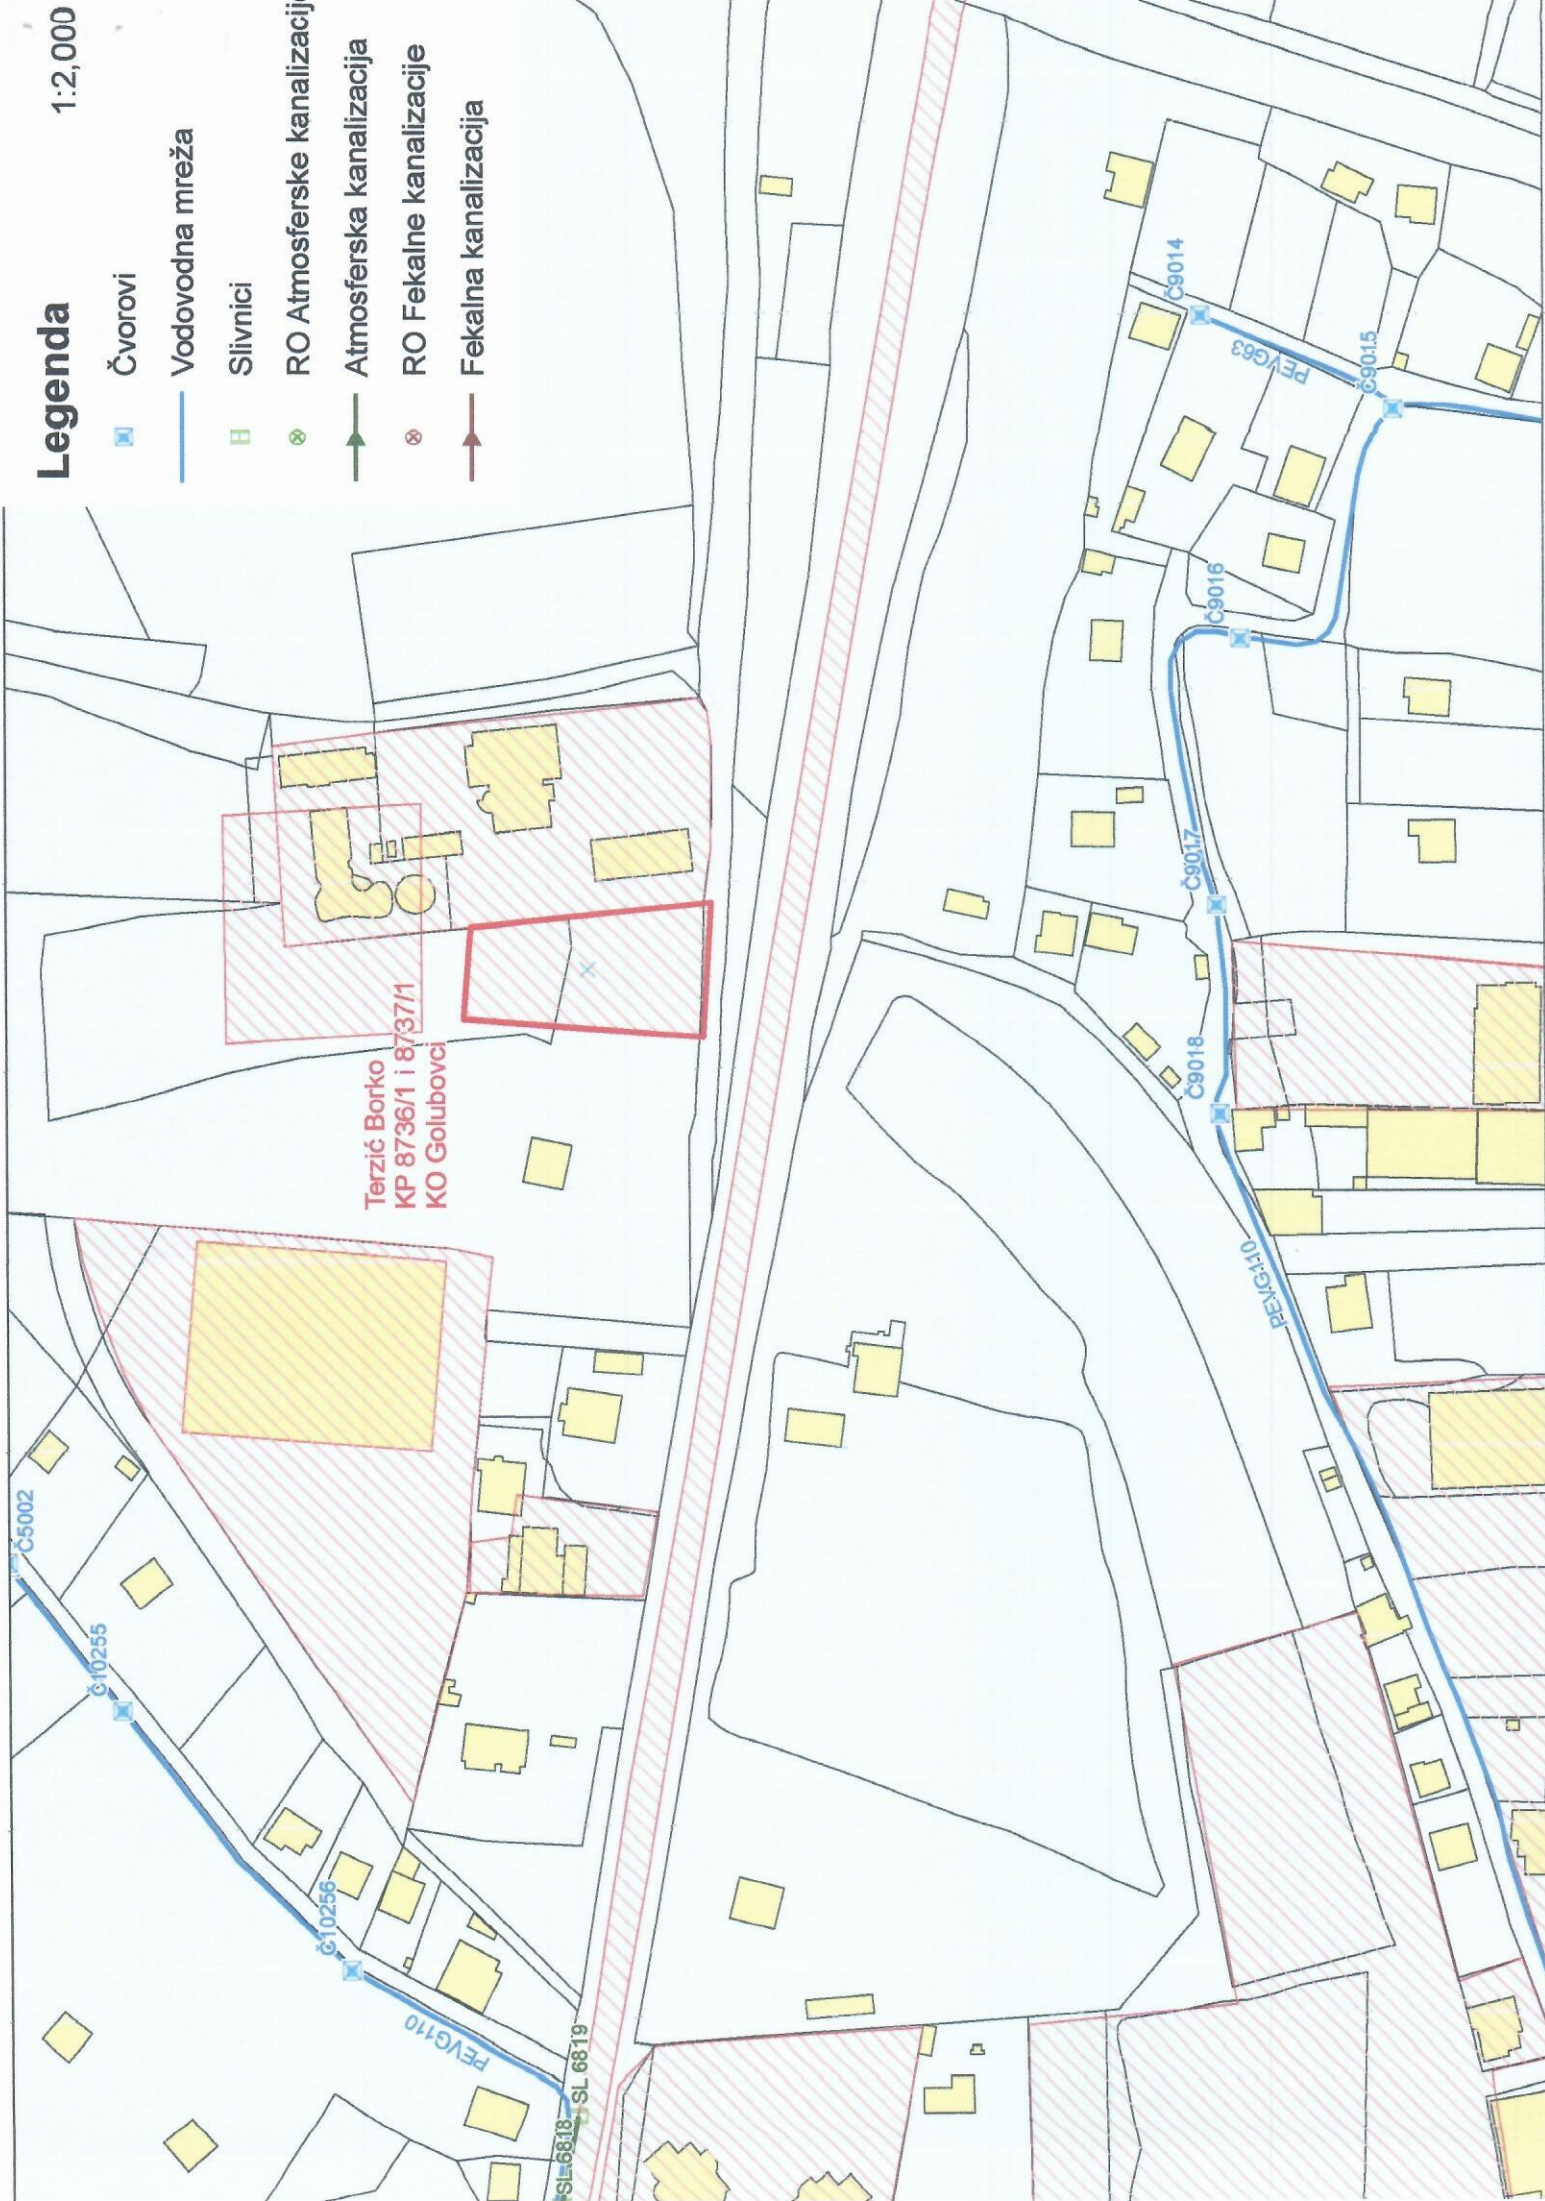 Legenda
1:2,000
Čvorovi
Vodovodna mreža
Slivnici
RO Atmosferske kanalizacije
Atmosferska kanalizacija
RO Fekalne kanalizacije
Fekalna kanalizacija
Č5002
Č10255
Č10256
PEVG110
SL6818
SL 6819
Terzić Borko
KP 8736/1 i 8737/1
KO Golubovci
Č9014
PEVG63
Č9015
Č9016
Č9017
Č9018
PEVG110